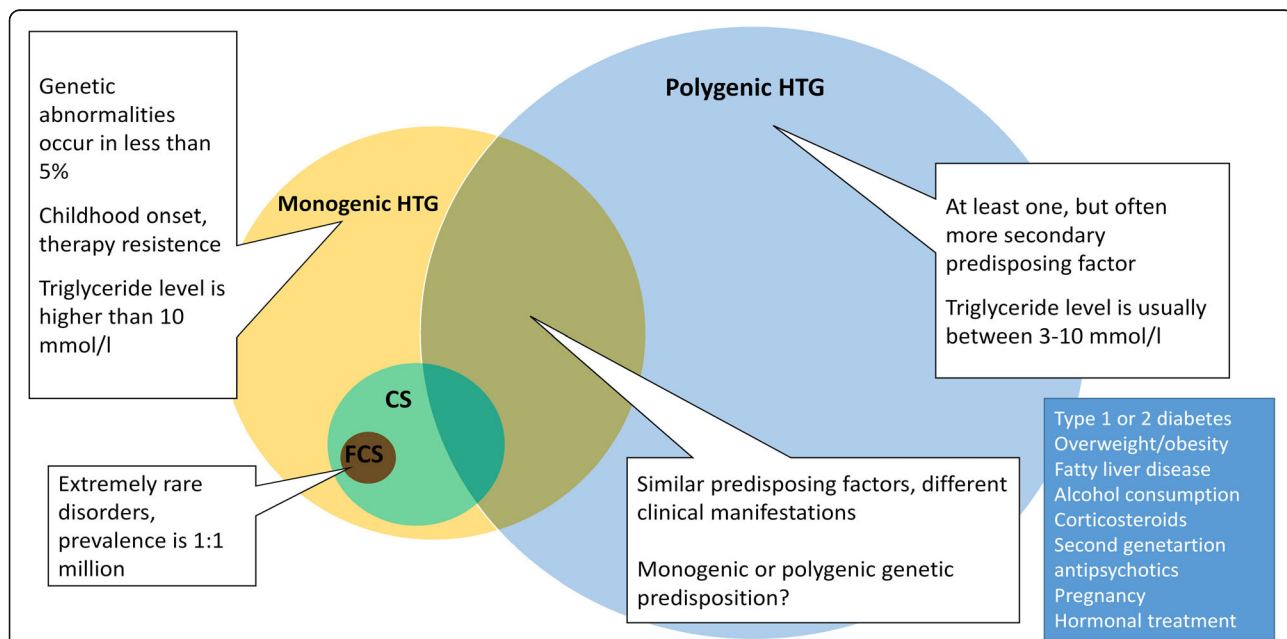 Genetic
abnormalities
occur in less than
5%
Childhood onset,
therapy resistence
Triglyceride level is
higher than 10
mmol/l
Monogenic HTG
Polygenic HTG
At least one, but often
more secondary
predisposing factor
Triglyceride level is usually
between 3-10 mmol/l
CS
FCS
Extremely rare
disorders,
prevalence is 1:1
million
Similar predisposing factors, different
clinical manifestations
Monogenic or polygenic genetic
predisposition?
Type 1 or 2 diabetes
Overweight/obesity
Fatty liver disease
Alcohol consumption
Corticosteroids
Second genetartion
antipsychotics
Pregnancy
Hormonal treatment